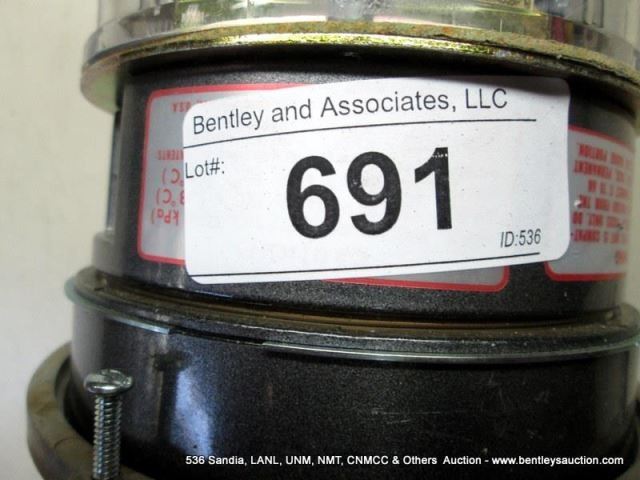 Bentley and Associates, LLC
Lot#:
691
ID:536
536 Sandia, LANL, UNM, NMT, CNMCC & Others Auction - www.bentleysauction.com